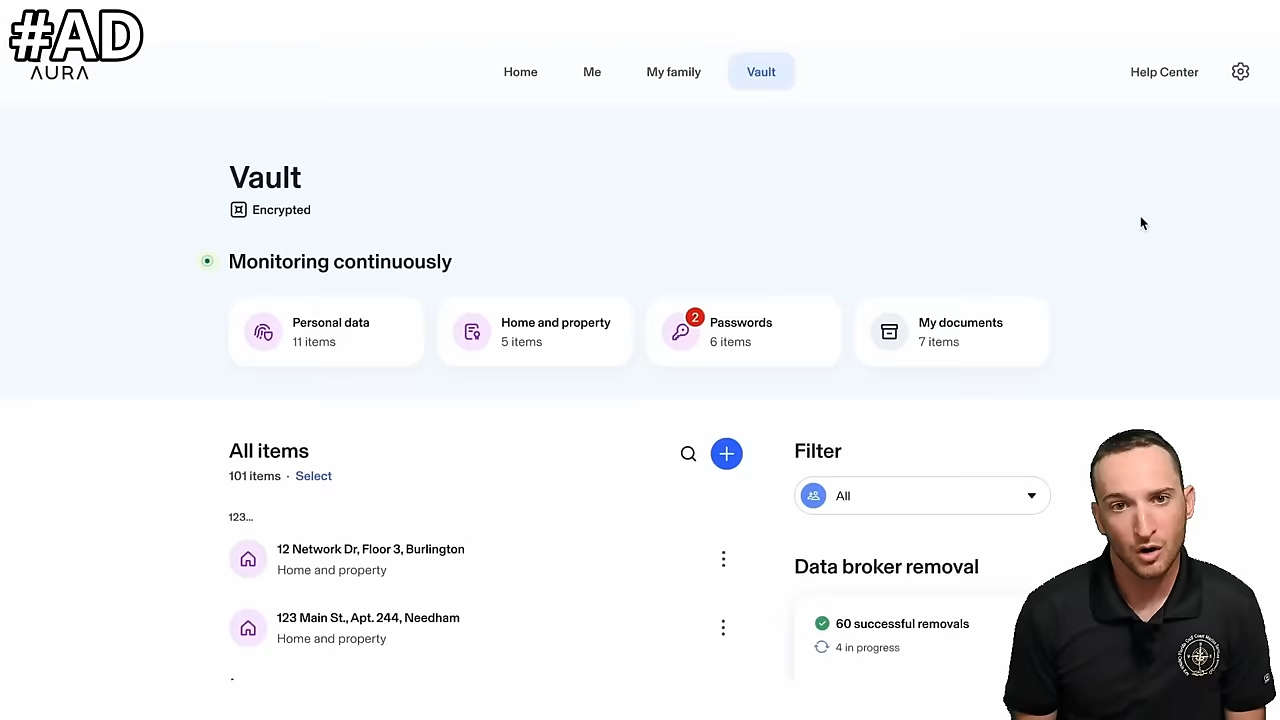 #AD
AURA
Home
Me
My family
Vault
Help Center
Vault
Encrypted
Monitoring continuously
Personal data
11 items
Home and property
5 items
2
Passwords
6 items
My documents
7 items
All items
101 items · Select
123...
12 Network Dr, Floor 3, Burlington
Home and property
123 Main St., Apt. 244, Needham
Home and property
Filter
All
Data broker removal
60 successful removals
4 in progress